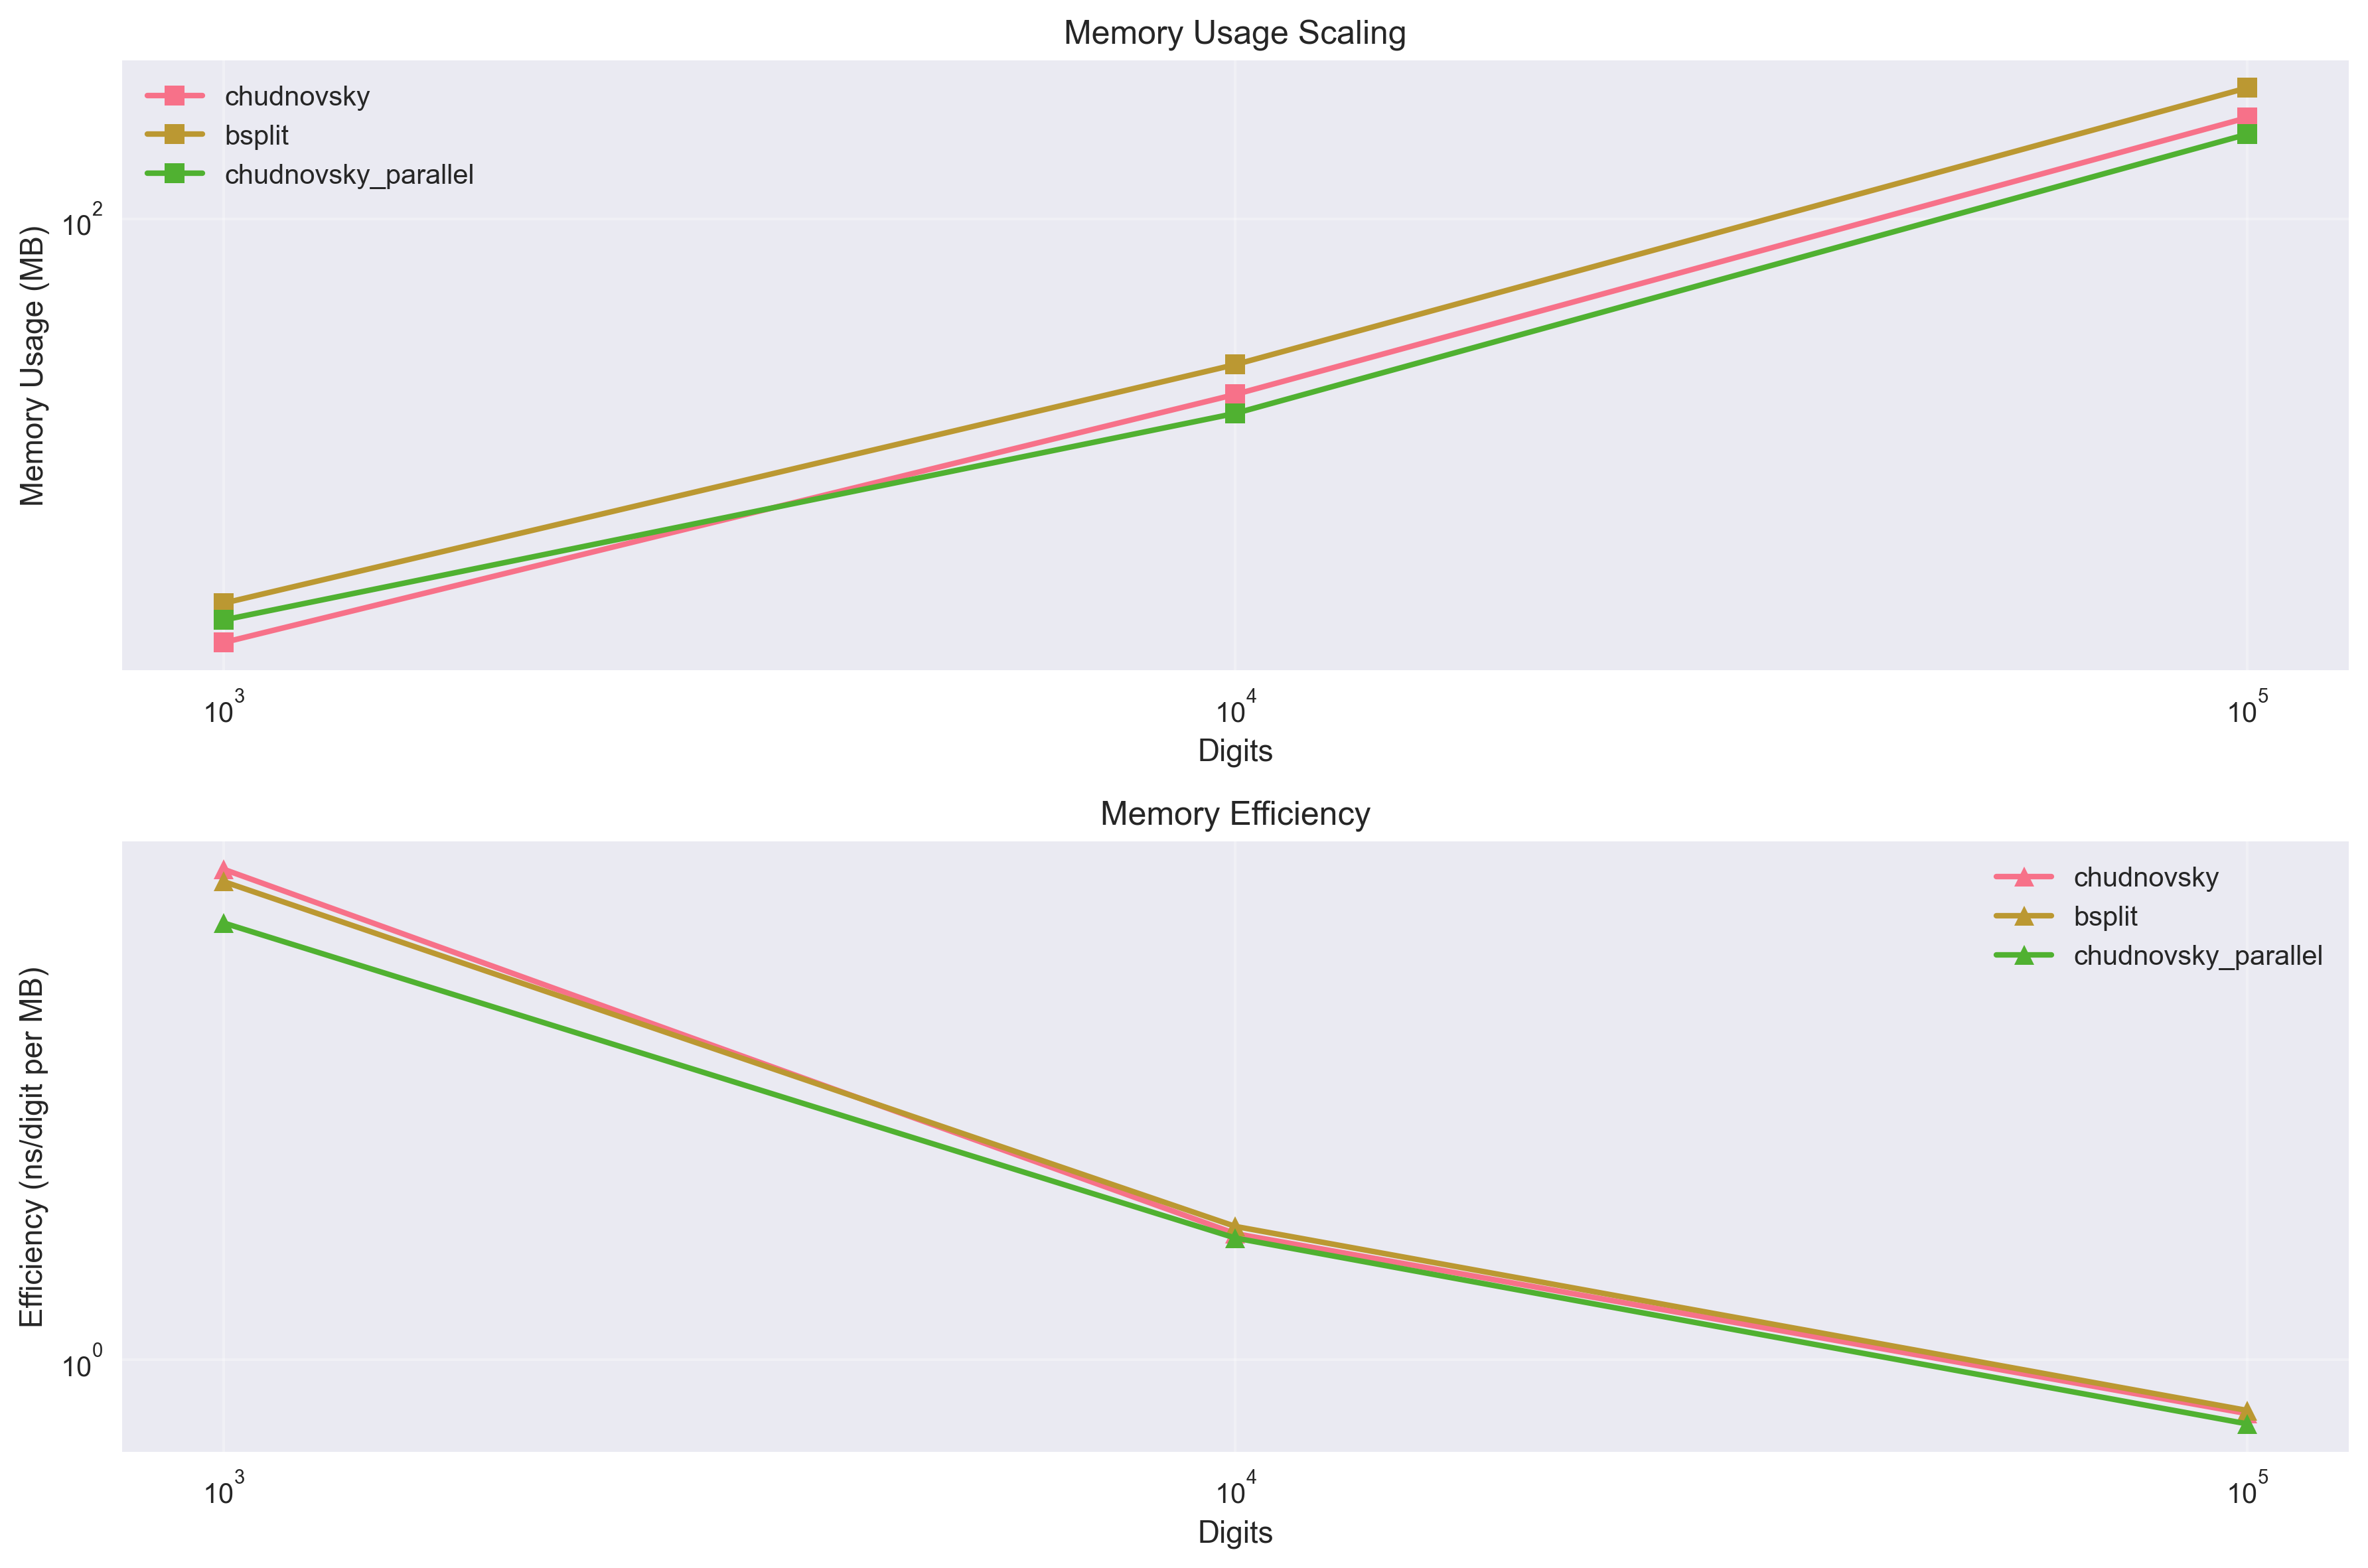 Memory Usage Scaling
chudnovsky
bsplit
chudnovsky_parallel
10^2
Memory Usage (MB)
10^3
10^4
10^5
Digits
Memory Efficiency
chudnovsky
bsplit
chudnovsky_parallel
Efficiency (ns/digit per MB)
10^0
10^3
10^4
10^5
Digits